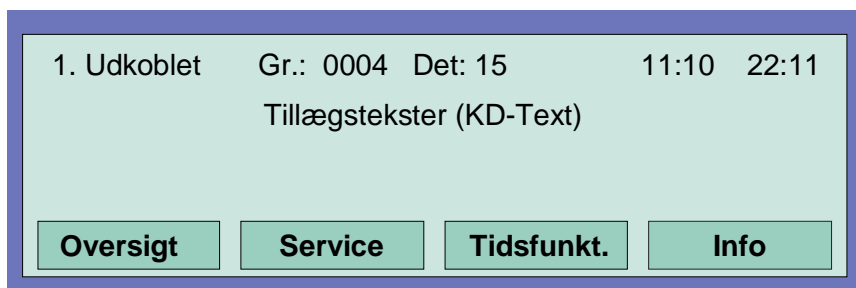 1. Udkoblet Gr.: 0004 Det: 15 11:10 22:11
Tillægstekster (KD-Text)
Oversigt Service Tidsfunkt. Info